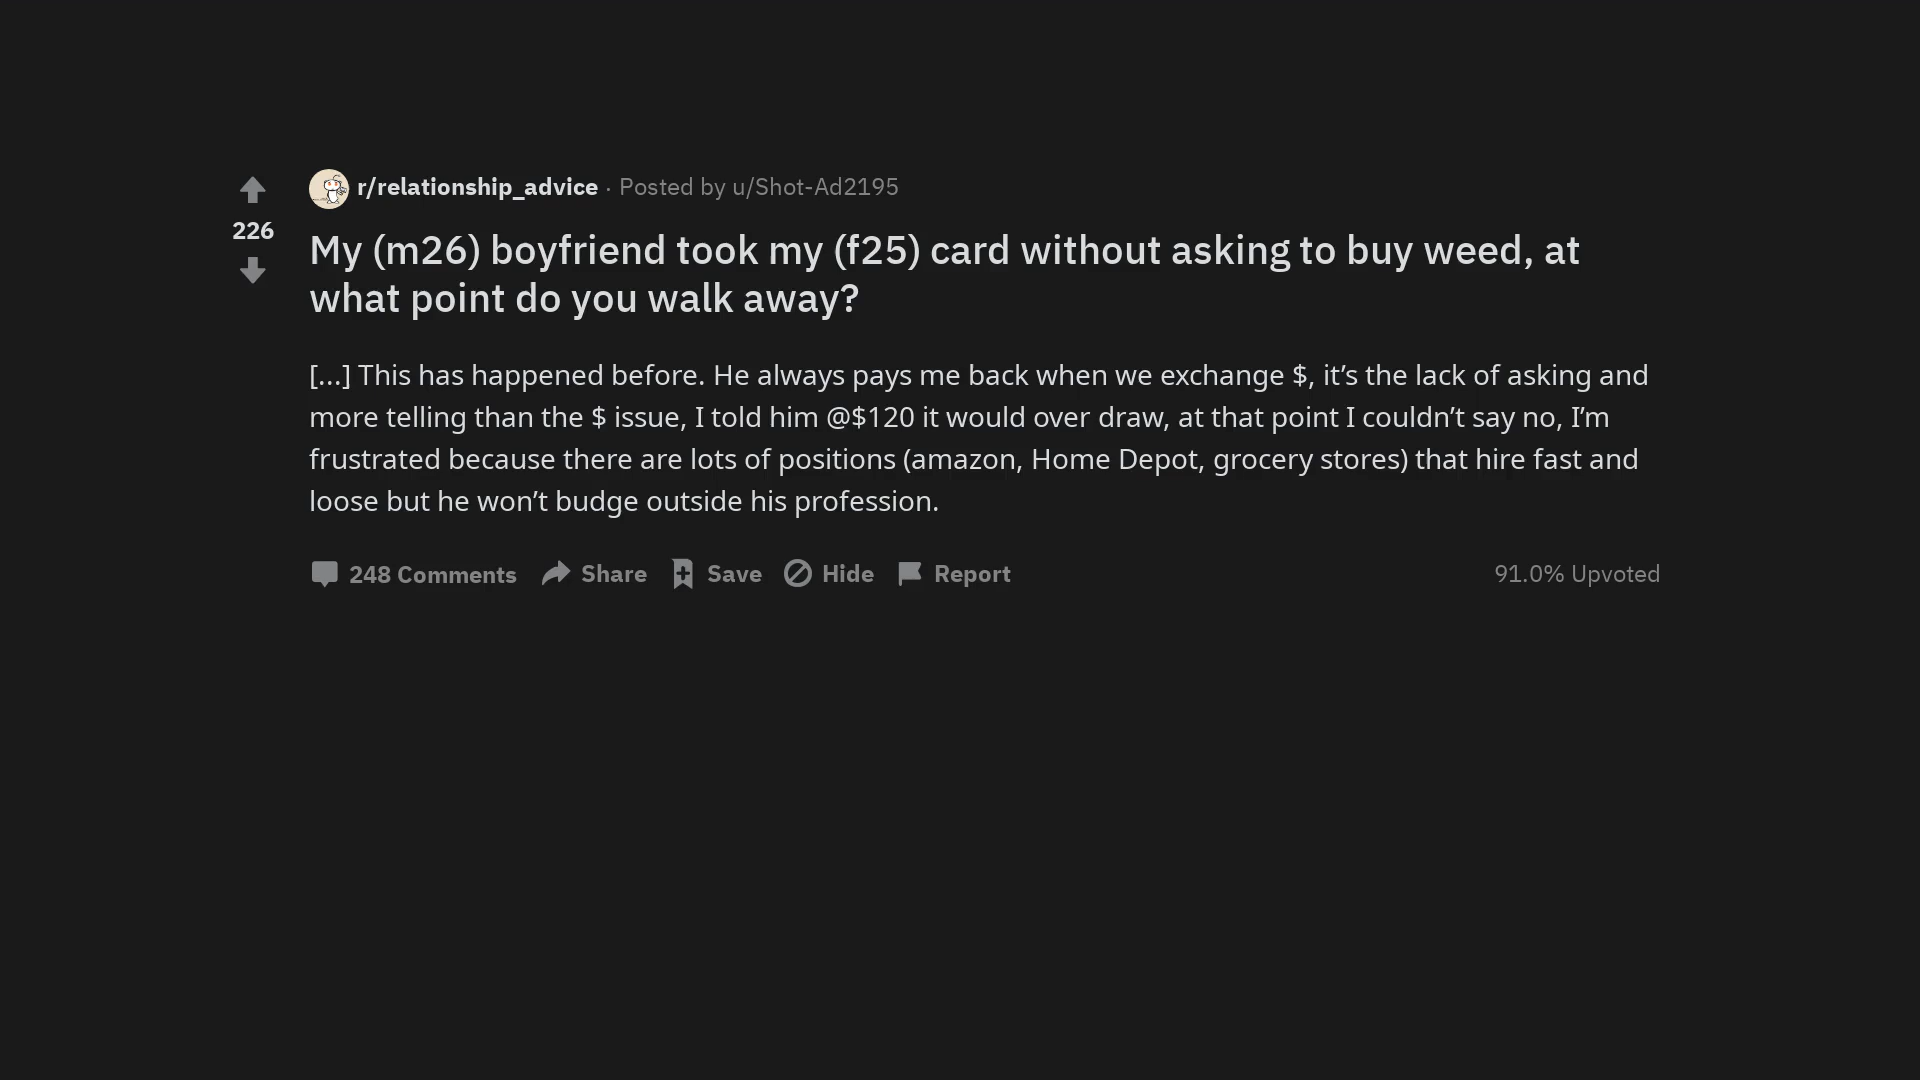 r/relationship_advice · Posted by u/Shot-Ad2195
226
My (m26) boyfriend took my (f25) card without asking to buy weed, at
what point do you walk away?
[...] This has happened before. He always pays me back when we exchange $, it’s the lack of asking and
more telling than the $ issue, I told him @$120 it would over draw, at that point I couldn’t say no, I’m
frustrated because there are lots of positions (amazon, Home Depot, grocery stores) that hire fast and
loose but he won’t budge outside his profession.
248 Comments Share Save Hide Report 91.0% Upvoted